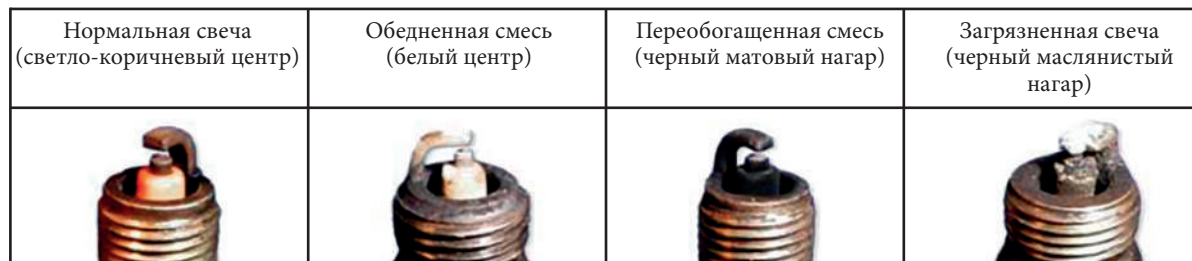 Нормальная свеча
(светло-коричневый центр)
Обедненная смесь
(белый центр)
Переобогащенная смесь
(черный матовый нагар)
Загрязненная свеча
(черный маслянистый
нагар)